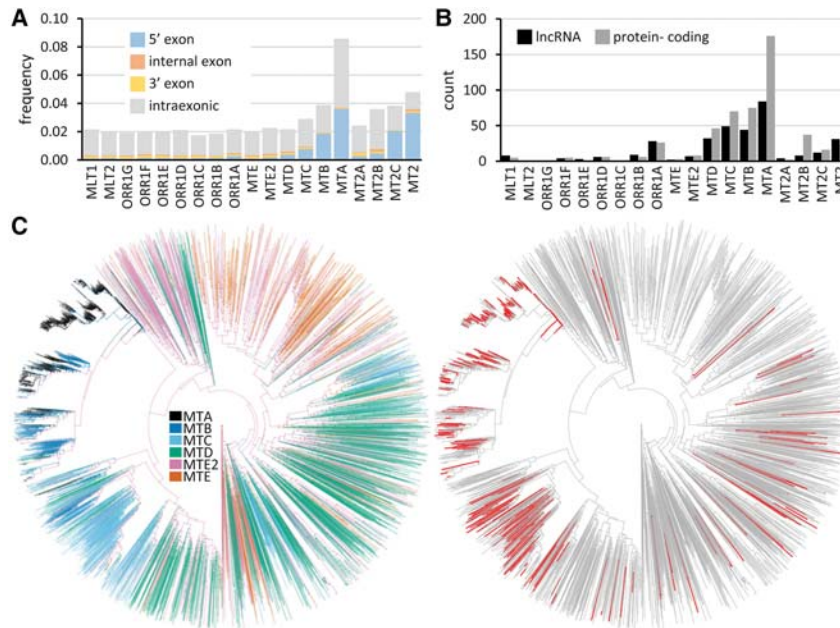 A
frequency
0.10
0.08
0.06
0.04
0.02
0.00
5' exon
internal exon
3' exon
intraexonic
MLT1
MLT2
ORR1G
ORR1F
ORR1E
ORR1D
ORR1C
ORR1B
ORR1A
MTE
MTE2
MTD
MTC
MTB
MTA
MT2A
MT2B
MT2C
MT2
B
count
200
150
100
50
0
lncRNA
protein- coding
MLT1
MLT2
ORR1G
ORR1F
ORR1E
ORR1D
ORR1C
ORR1B
ORR1A
MTE
MTE2
MTD
MTC
MTB
MTA
MT2A
MT2B
MT2C
MT2
C
MTA
MTB
MTC
MTD
MTE2
MTE